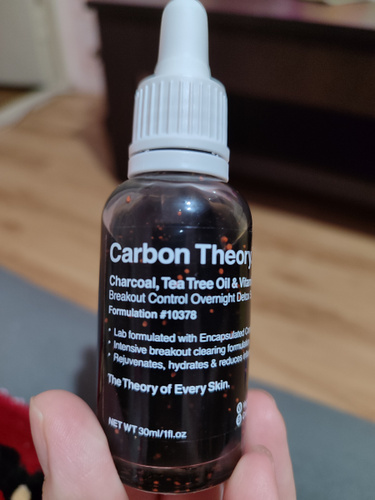 Carbon Theory
Charcoal, Tea Tree Oil &
Breakout Control Overnight Detox
Formulation #10378
Lab formulated with Encapsulated
Intensive breakout clearing
Rejuvenates, hydrates & reduces
The Theory of Every Skin.
NET WT 30ml/1fl.oz